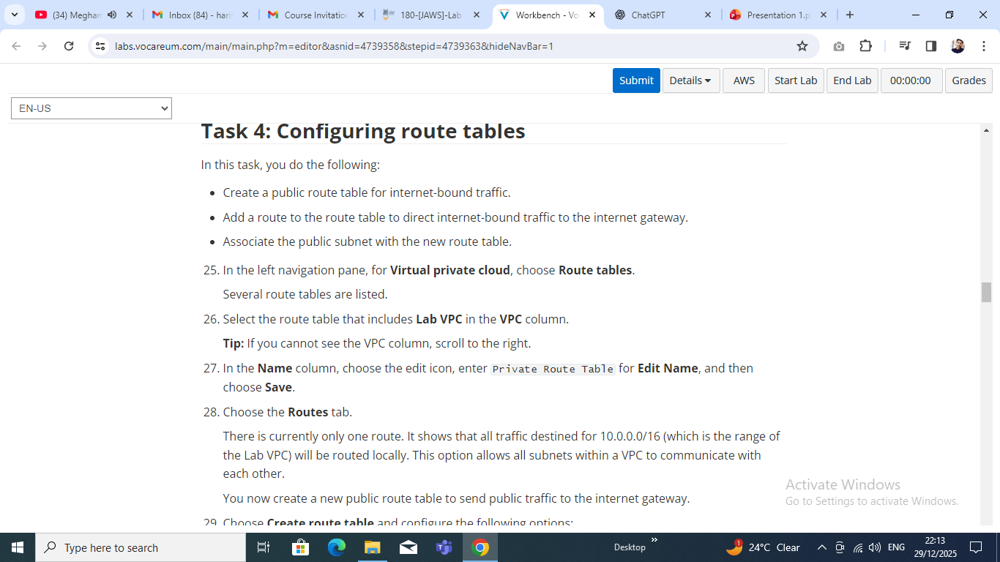 (34) Meghan
Inbox (84) - haris
Course Invitation
180-[JAWS]-Lab
Workbench - Vo
ChatGPT
Presentation 1.p
labs.vocareum.com/main/main.php?m=editor&asnid=4739358&stepid=4739363&hideNavBar=1
Submit Details AWS Start Lab End Lab 00:00:00 Grades
EN-US
Task 4: Configuring route tables
In this task, you do the following:
• Create a public route table for internet-bound traffic.
• Add a route to the route table to direct internet-bound traffic to the internet gateway.
• Associate the public subnet with the new route table.
25. In the left navigation pane, for Virtual private cloud, choose Route tables.
Several route tables are listed.
26. Select the route table that includes Lab VPC in the VPC column.
Tip: If you cannot see the VPC column, scroll to the right.
27. In the Name column, choose the edit icon, enter Private Route Table for Edit Name, and then
choose Save.
28. Choose the Routes tab.
There is currently only one route. It shows that all traffic destined for 10.0.0.0/16 (which is the range of
the Lab VPC) will be routed locally. This option allows all subnets within a VPC to communicate with
each other.
You now create a new public route table to send public traffic to the internet gateway.
29. Choose Create route table and configure the following options:
Activate Windows
Go to Settings to activate Windows.
Type here to search
Desktop
1
24°C Clear
ENG
22:13
29/12/2025